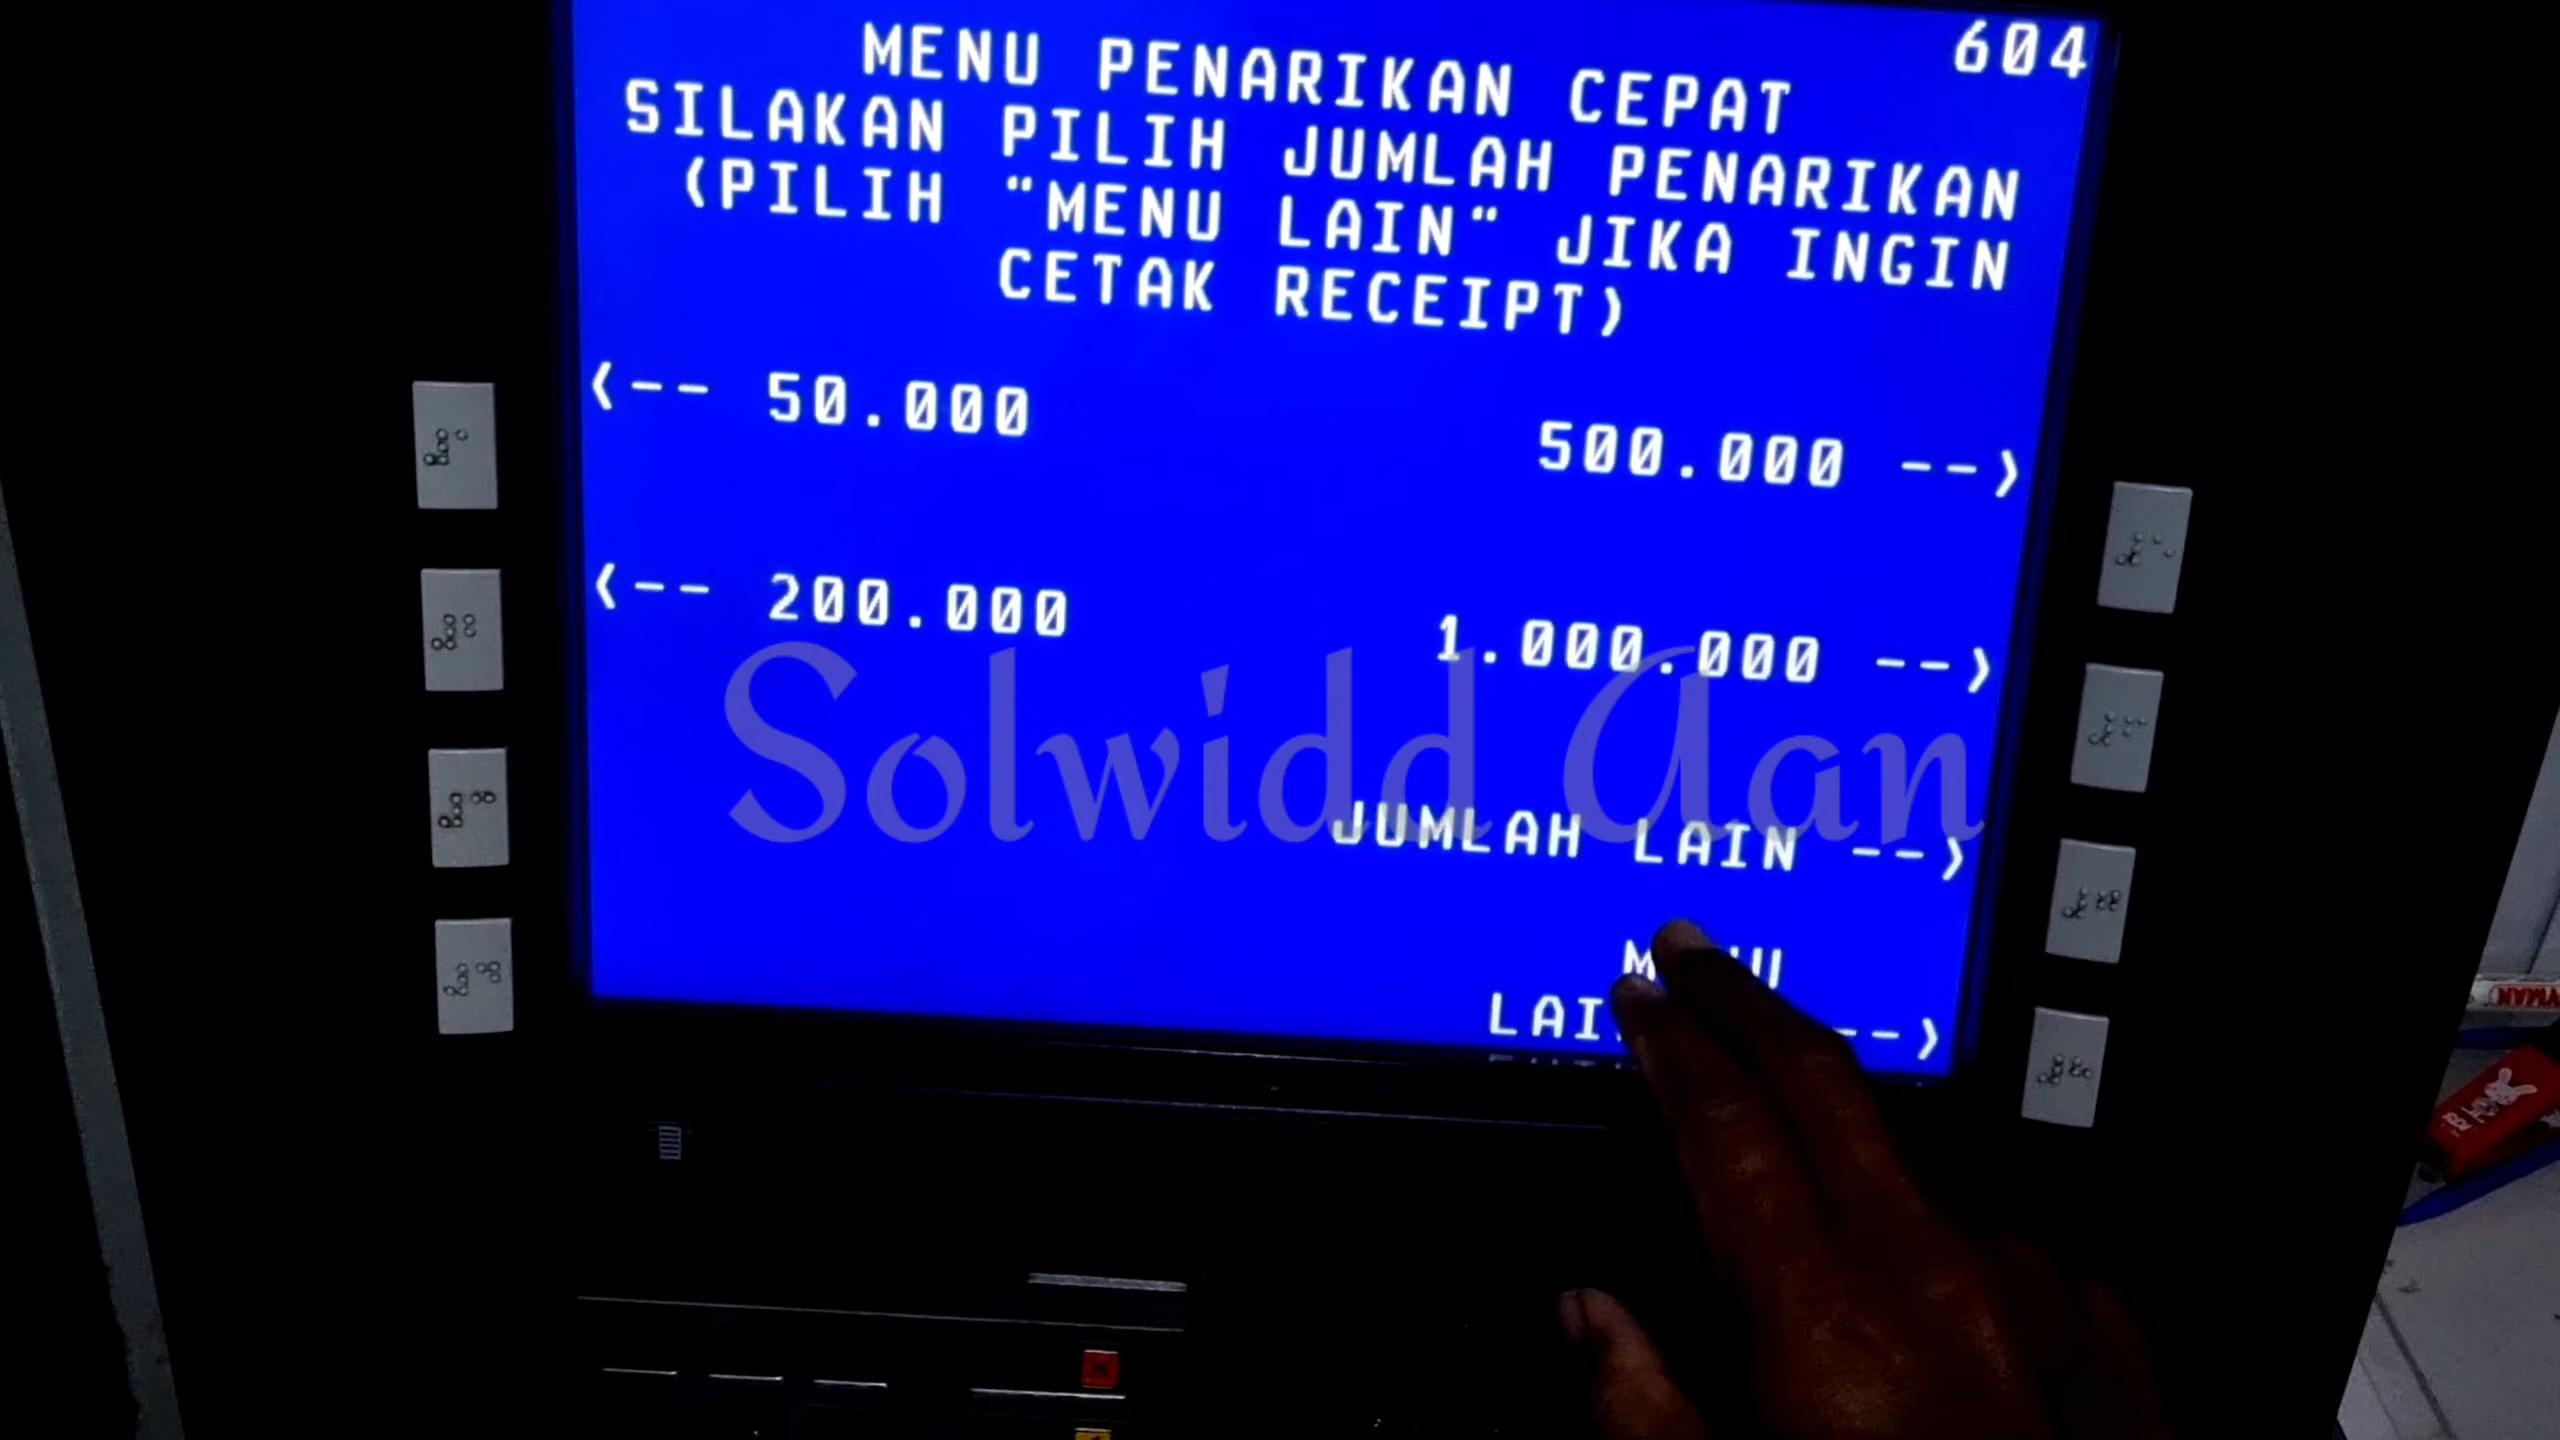 604
MENU PENARIKAN CEPAT
SILAKAN PILIH JUMLAH PENARIKAN
(PILIH "MENU LAIN" JIKA INGIN
CETAK RECEIPT)
<-- 50.000
500.000 -->
<-- 200.000
1.000.000 -->
Solwidd Aan
JUMLAH LAIN -->
-->